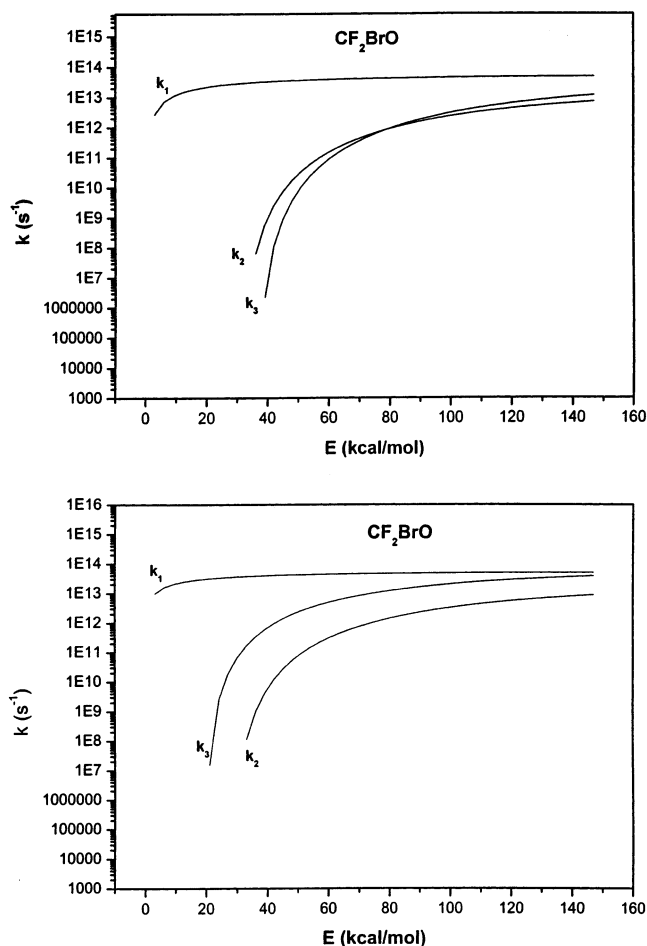 CF₂BrO
1E15
1E14
1E13
1E12
1E11
1E10
1E9
1E8
1E7
1000000
100000
10000
1000
k (s⁻¹)
k₁
k₂
k₃
0 20 40 60 80 100 120 140 160
E (kcal/mol)
CF₂BrO
1E16
1E15
1E14
1E13
1E12
1E11
1E10
1E9
1E8
1E7
1000000
100000
10000
1000
k (s⁻¹)
k₁
k₃
k₂
0 20 40 60 80 100 120 140 160
E (kcal/mol)